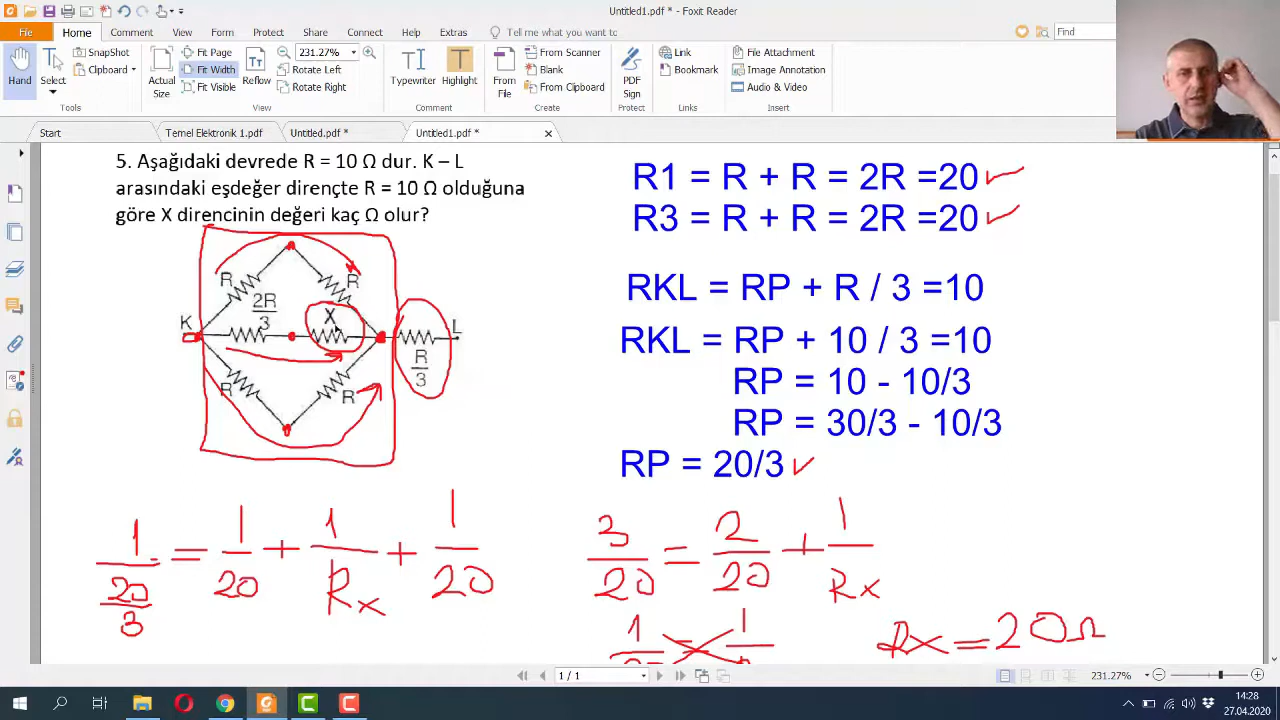 Untitled1.pdf * - Foxit Reader
File Home Comment View Form Protect Share Connect Help Extras Tell me what you want to do Find
Hand
Select
SnapShot
Clipboard
Tools
Actual Size
Fit Page
Fit Width
Fit Visible
Reflow
231.27%
Rotate Left
Rotate Right
View
Typewriter
Highlight
Comment
From File
From Scanner
Blank
From Clipboard
Create
PDF Sign
Protect
Link
Bookmark
Links
File Attachment
Image Annotation
Audio & Video
Insert
Start Temel Elektronik 1.pdf Untitled.pdf * Untitled1.pdf *
5. Aşağıdaki devrede R = 10 Ω dur. K – L
arasındaki eşdeğer dirençte R = 10 Ω olduğuna
göre X direncinin değeri kaç Ω olur?
R R
2R
3
X
K L
R
3
R R
R1 = R + R = 2R =20
R3 = R + R = 2R =20
RKL = RP + R / 3 =10
RKL = RP + 10 / 3 =10
RP = 10 - 10/3
RP = 30/3 - 10/3
RP = 20/3
1/(20/3) = 1/20 + 1/Rx + 1/20
3/20 = 2/20 + 1/Rx
Rx = 20Ω
1 / 1
231.27%
14:28
27.04.2020